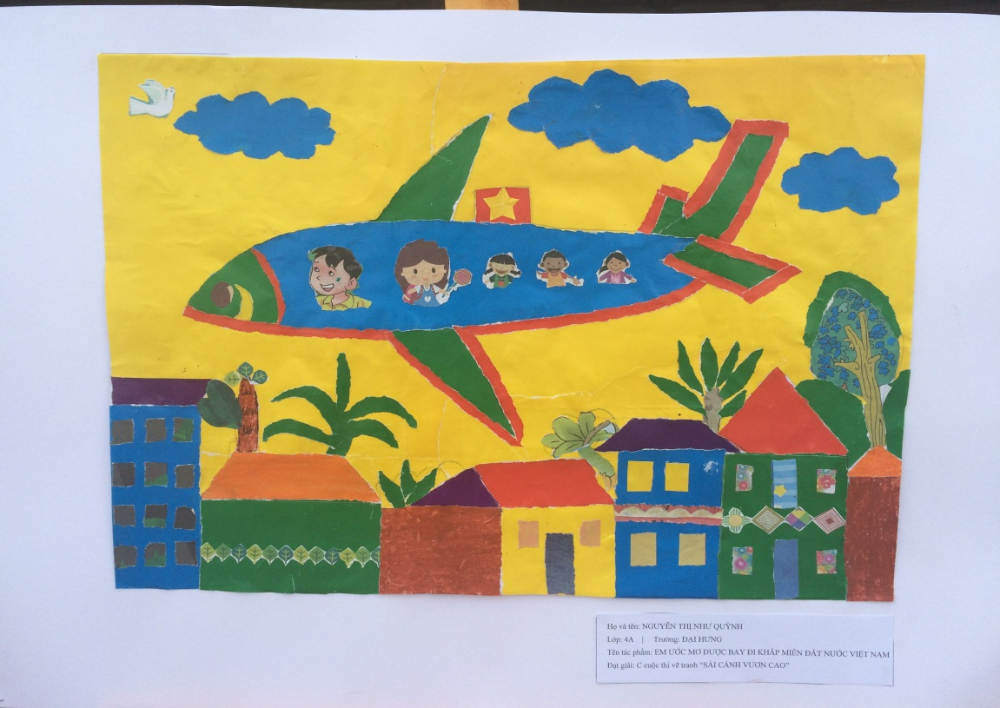 Họ và tên: NGUYỄN THỊ NHƯ QUỲNH
Lớp: 4A | Trường: ĐẠI HƯNG
Tên tác phẩm: EM ƯỚC MƠ ĐƯỢC BAY ĐI KHẮP MIỀN ĐẤT NƯỚC VIỆT NAM
Đạt giải: C cuộc thi vẽ tranh “SẢI CÁNH VƯƠN CAO”